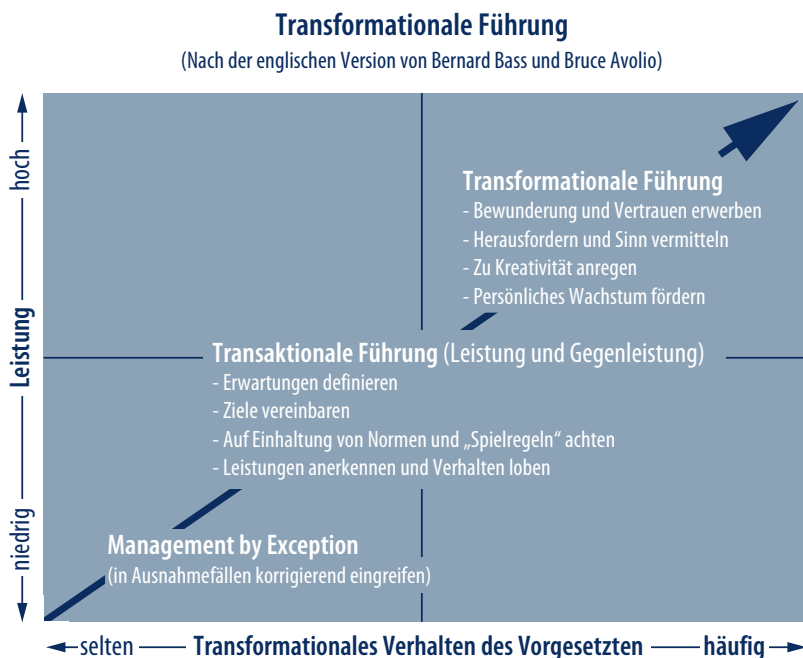 Transformationale Führung
(Nach der englischen Version von Bernard Bass und Bruce Avolio)
hoch
Leistung
niedrig
Transformationale Führung
- Bewunderung und Vertrauen erwerben
- Herausfordern und Sinn vermitteln
- Zu Kreativität anregen
- Persönliches Wachstum fördern
Transaktionale Führung (Leistung und Gegenleistung)
- Erwartungen definieren
- Ziele vereinbaren
- Auf Einhaltung von Normen und „Spielregeln“ achten
- Leistungen anerkennen und Verhalten loben
Management by Exception
(in Ausnahmefällen korrigierend eingreifen)
selten Transformationales Verhalten des Vorgesetzten häufig